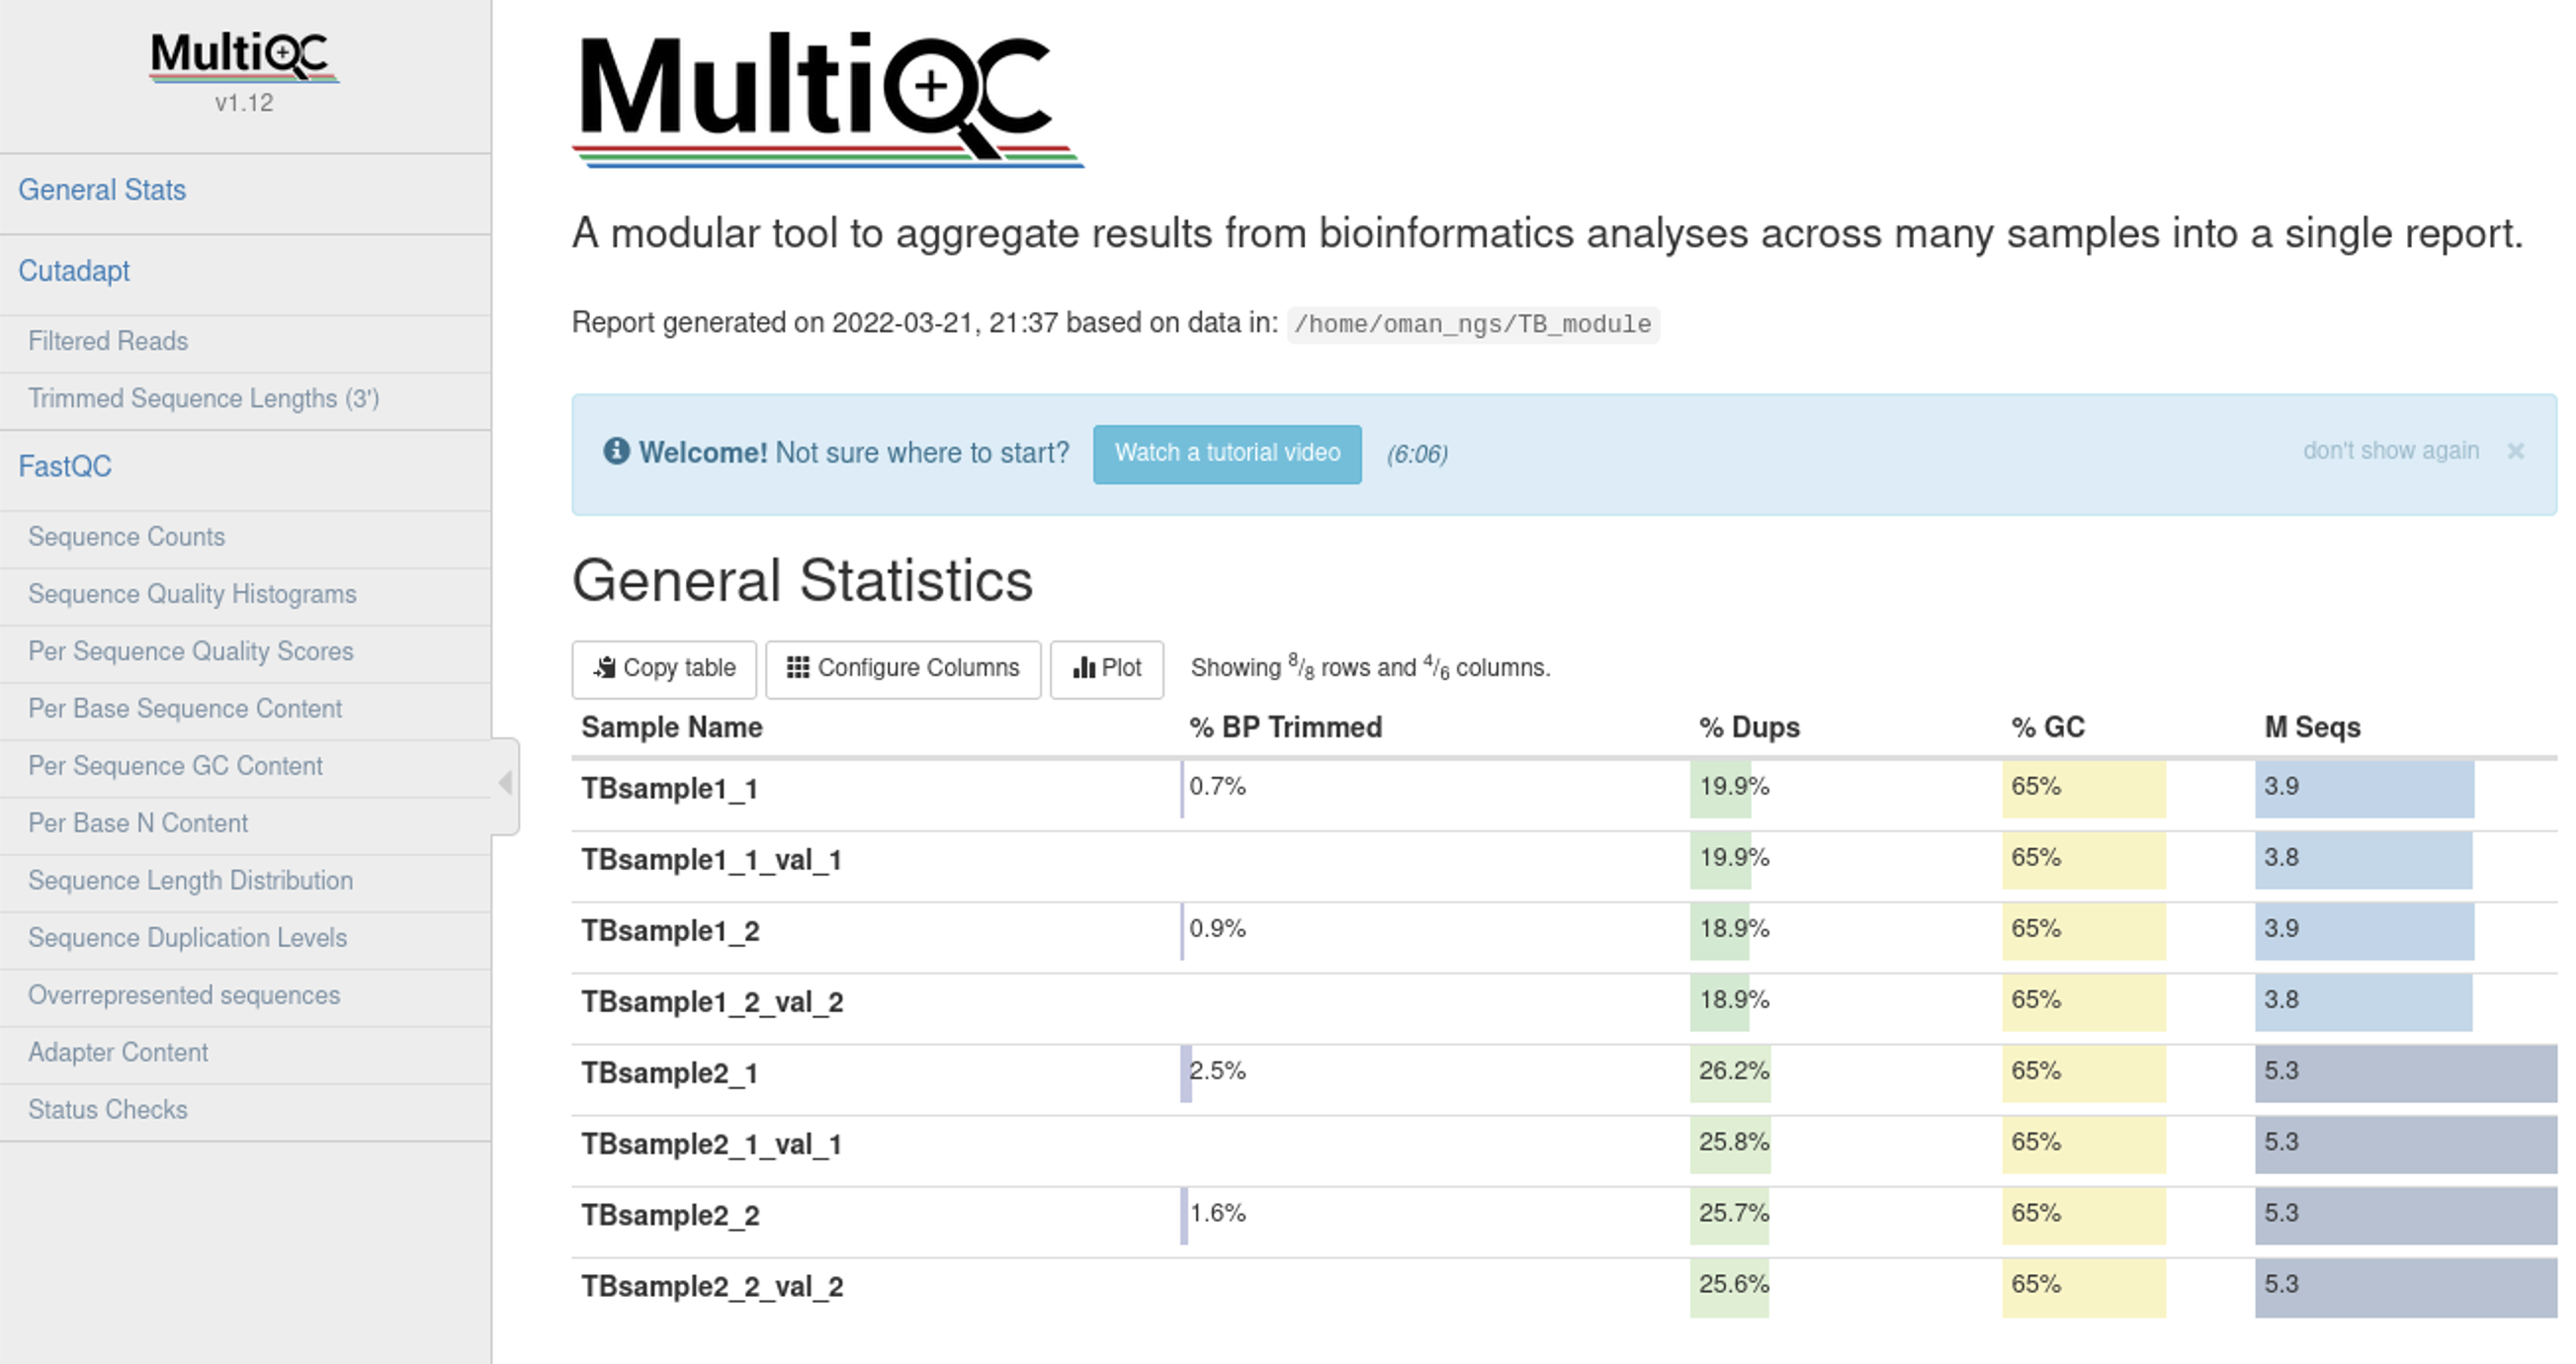 MultiQC
v1.12
General Stats
Cutadapt
Filtered Reads
Trimmed Sequence Lengths (3')
FastQC
Sequence Counts
Sequence Quality Histograms
Per Sequence Quality Scores
Per Base Sequence Content
Per Sequence GC Content
Per Base N Content
Sequence Length Distribution
Sequence Duplication Levels
Overrepresented sequences
Adapter Content
Status Checks
MultiQC
A modular tool to aggregate results from bioinformatics analyses across many samples into a single report.
Report generated on 2022-03-21, 21:37 based on data in: /home/oman_ngs/TB_module
Welcome! Not sure where to start? Watch a tutorial video (6:06) don't show again ×
General Statistics
Copy table Configure Columns Plot Showing 8/8 rows and 4/6 columns.
Sample Name % BP Trimmed % Dups % GC M Seqs
TBsample1_1 0.7% 19.9% 65% 3.9
TBsample1_1_val_1 19.9% 65% 3.8
TBsample1_2 0.9% 18.9% 65% 3.9
TBsample1_2_val_2 18.9% 65% 3.8
TBsample2_1 2.5% 26.2% 65% 5.3
TBsample2_1_val_1 25.8% 65% 5.3
TBsample2_2 1.6% 25.7% 65% 5.3
TBsample2_2_val_2 25.6% 65% 5.3